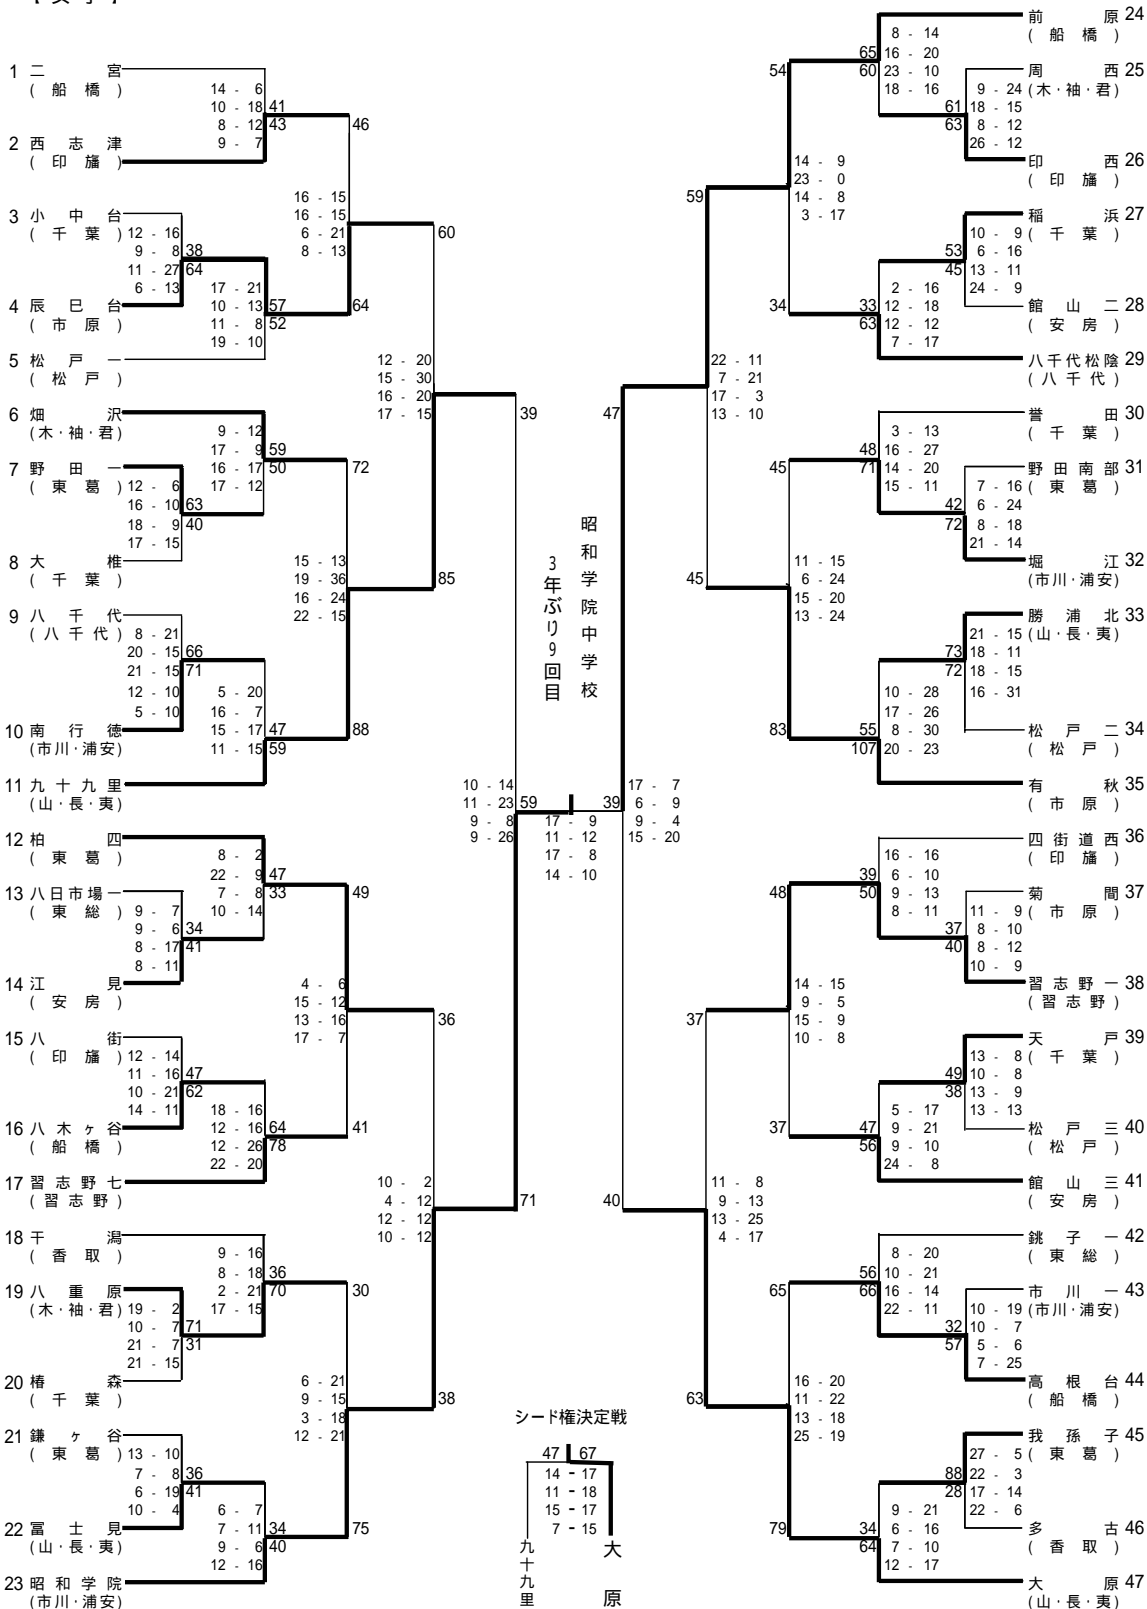 1 二宮
(船橋)
14 - 6
10 - 18
8 - 12
9 - 7
41
43
46
2 西志津
(印旛)
16 - 15
16 - 15
6 - 21
8 - 13
60
3 小中台
(千葉)
12 - 16
9 - 8
11 - 27
6 - 13
38
64
4 辰巳台
(市原)
17 - 21
10 - 13
11 - 8
19 - 10
57
52
64
5 松戸一
(松戸)
12 - 20
15 - 30
16 - 20
17 - 15
39
6 畑沢
(木・袖・君)
9 - 12
17 - 9
16 - 17
17 - 12
59
50
72
7 野田一
(東葛)
12 - 6
16 - 10
18 - 9
17 - 15
63
40
8 大椎
(千葉)
15 - 13
19 - 36
16 - 24
22 - 15
85
9 八千代
(八千代)
8 - 21
20 - 15
21 - 15
12 - 10
5 - 10
66
71
10 南行徳
(市川・浦安)
5 - 20
16 - 7
15 - 17
11 - 15
47
59
88
11 九十九里
(山・長・夷)
10 - 14
11 - 23
9 - 8
9 - 26
59
12 柏四
(東葛)
8 - 2
22 - 9
7 - 8
10 - 14
47
33
49
13 八日市場一
(東総)
9 - 7
9 - 6
8 - 17
8 - 11
34
41
14 江見
(安房)
4 - 6
15 - 12
13 - 16
17 - 7
36
15 八街
(印旛)
12 - 14
11 - 16
10 - 21
14 - 11
47
62
16 八木ヶ谷
(船橋)
18 - 16
12 - 16
12 - 26
22 - 20
64
78
41
17 習志野七
(習志野)
10 - 2
4 - 12
12 - 12
10 - 12
71
18 干潟
(香取)
9 - 16
8 - 18
2 - 21
17 - 15
36
70
30
19 八重原
(木・袖・君)
19 - 2
10 - 7
21 - 7
21 - 15
71
31
20 椿森
(千葉)
6 - 21
9 - 15
3 - 18
12 - 21
38
21 鎌ヶ谷
(東葛)
13 - 10
7 - 8
6 - 19
10 - 4
36
41
22 冨士見
(山・長・夷)
6 - 7
7 - 11
9 - 6
12 - 16
34
40
75
23 昭和学院
(市川・浦安)
昭和学院中学校
3年ぶり9回目
17 - 9
11 - 12
17 - 8
14 - 10
39
シード権決定戦
47 67
14 - 17
11 - 18
15 - 17
7 - 15
九十九里
大原
前原 24
(船橋)
8 - 14
16 - 20
23 - 10
18 - 16
65
60
54
周西 25
(木・袖・君)
9 - 24
18 - 15
8 - 12
26 - 12
61
63
印西 26
(印旛)
14 - 9
23 - 0
14 - 8
3 - 17
59
稲浜 27
(千葉)
10 - 9
6 - 16
13 - 11
24 - 9
53
45
館山二 28
(安房)
2 - 16
12 - 18
12 - 12
7 - 17
33
63
34
八千代松陰 29
(八千代)
22 - 11
7 - 21
17 - 3
13 - 10
47
誉田 30
(千葉)
3 - 13
16 - 27
14 - 20
15 - 11
48
71
45
野田南部 31
(東葛)
7 - 16
6 - 24
8 - 18
21 - 14
42
72
堀江 32
(市川・浦安)
11 - 15
6 - 24
15 - 20
13 - 24
45
勝浦北 33
(山・長・夷)
21 - 15
18 - 11
18 - 15
16 - 31
73
72
松戸二 34
(松戸)
10 - 28
17 - 26
8 - 30
20 - 23
55
107
83
有秋 35
(市原)
17 - 7
6 - 9
9 - 4
15 - 20
四街道西 36
(印旛)
16 - 16
6 - 10
9 - 13
8 - 11
39
50
48
菊間 37
(市原)
11 - 9
8 - 10
8 - 12
10 - 9
37
40
習志野一 38
(習志野)
14 - 15
9 - 5
15 - 9
10 - 8
37
天戸 39
(千葉)
13 - 8
10 - 8
13 - 9
13 - 13
49
38
松戸三 40
(松戸)
5 - 17
9 - 21
9 - 10
24 - 8
47
56
37
館山三 41
(安房)
11 - 8
9 - 13
13 - 25
4 - 17
40
銚子一 42
(東総)
8 - 20
10 - 21
16 - 14
22 - 11
56
66
65
市川一 43
(市川・浦安)
10 - 19
10 - 7
5 - 6
7 - 25
32
57
高根台 44
(船橋)
16 - 20
11 - 22
13 - 18
25 - 19
63
我孫子 45
(東葛)
27 - 5
22 - 3
17 - 14
22 - 6
88
28
多古 46
(香取)
9 - 21
6 - 16
7 - 10
12 - 17
34
64
79
大原 47
(山・長・夷)